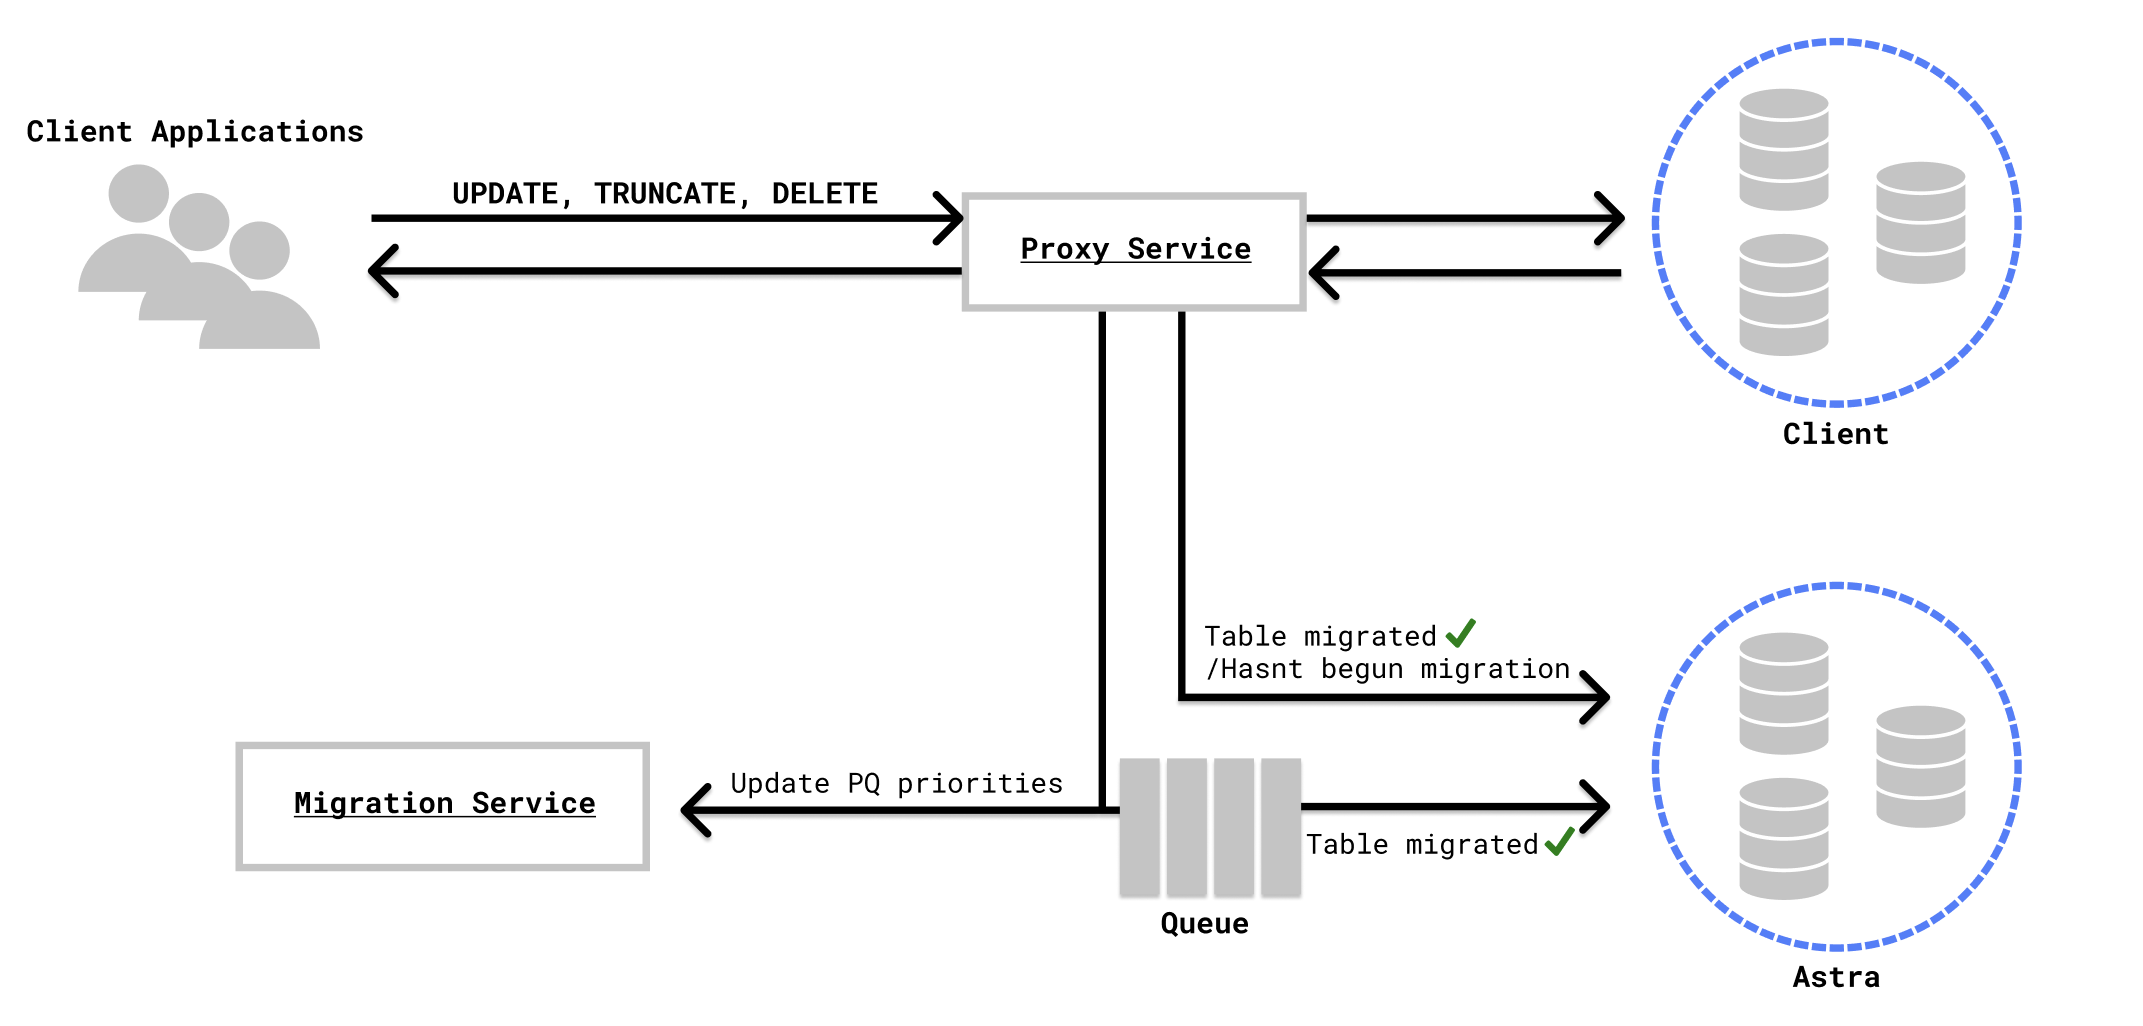 Client Applications
UPDATE, TRUNCATE, DELETE
Proxy Service
Client
Table migrated
/Hasnt begun migration
Update PQ priorities
Migration Service
Table migrated
Queue
Astra